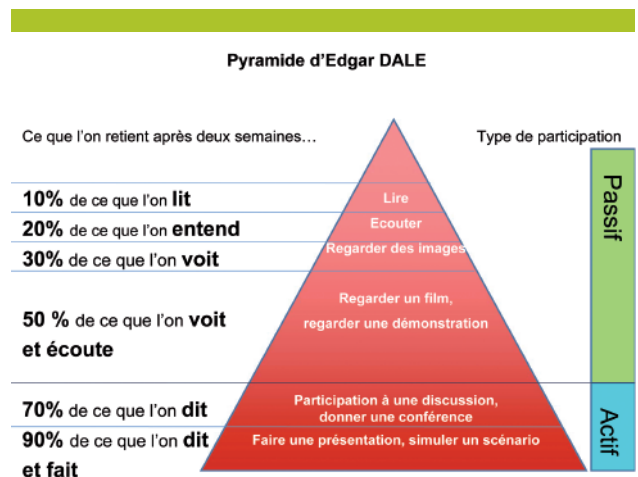 Pyramide d'Edgar DALE
Ce que l'on retient après deux semaines…
Type de participation
10% de ce que l'on lit
Lire
20% de ce que l'on entend
Ecouter
30% de ce que l'on voit
Regarder des images
50 % de ce que l'on voit
et écoute
Regarder un film,
regarder une démonstration
Passif
70% de ce que l'on dit
Participation à une discussion,
donner une conférence
90% de ce que l'on dit
et fait
Faire une présentation, simuler un scénario
Actif